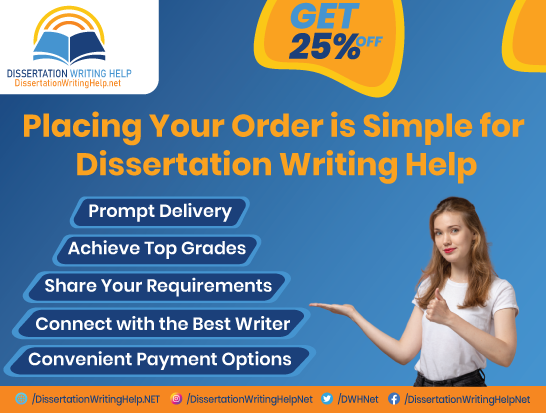 GET
25% OFF
DISSERTATION WRITING HELP
DissertationWritingHelp.net
Placing Your Order is Simple for
Dissertation Writing Help
Prompt Delivery
Achieve Top Grades
Share Your Requirements
Connect with the Best Writer
Convenient Payment Options
/DissertationWritingHelp.NET /DissertationWritingHelpNet /DWHNet /DissertationWritingHelpNet